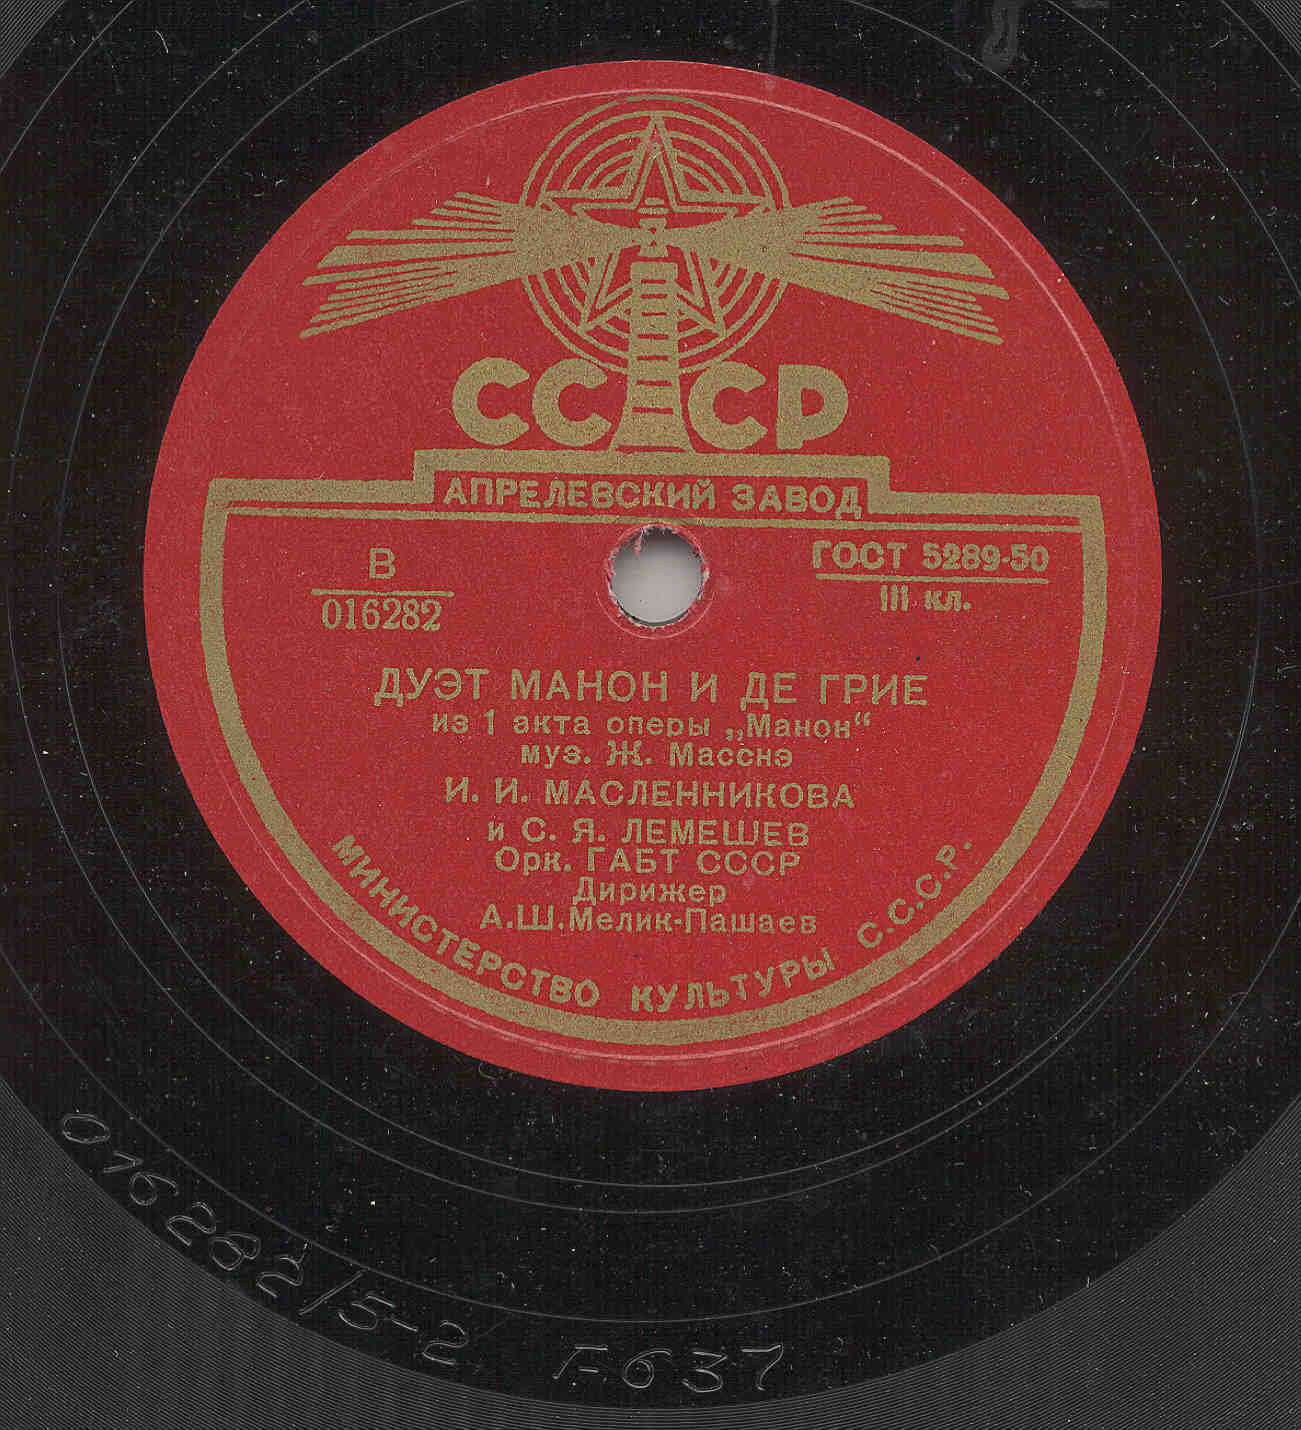 СССР
АПРЕЛЕВСКИЙ ЗАВОД
В
016282
ГОСТ 5289-50
III кл.
ДУЭТ МАНОН И ДЕ ГРИЕ
из 1 акта оперы „Манон“
муз. Ж. Масснэ
И. И. МАСЛЕННИКОВА
и С. Я. ЛЕМЕШЕВ
Орк. ГАБТ СССР
Дирижер
А.Ш.Мелик-Пашаев
МИНИСТЕРСТВО КУЛЬТУРЫ С.С.С.Р.
016282/5-2 Г-637